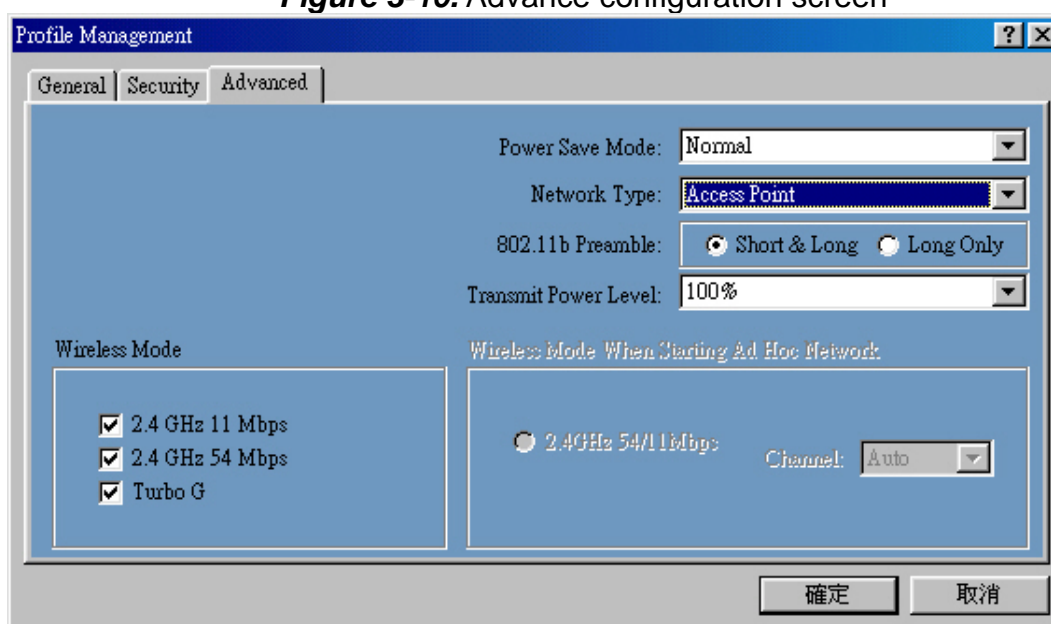 Advance configuration screen
Profile Management
General Security Advanced
Power Save Mode: Normal
Network Type: Access Point
802.11b Preamble: Short & Long Long Only
Transmit Power Level: 100%
Wireless Mode
2.4 GHz 11 Mbps
2.4 GHz 54 Mbps
Turbo G
Wireless Mode When Starting Ad Hoc Network
2.4GHz 54/11Mbps
Channel: Auto
確定 取消